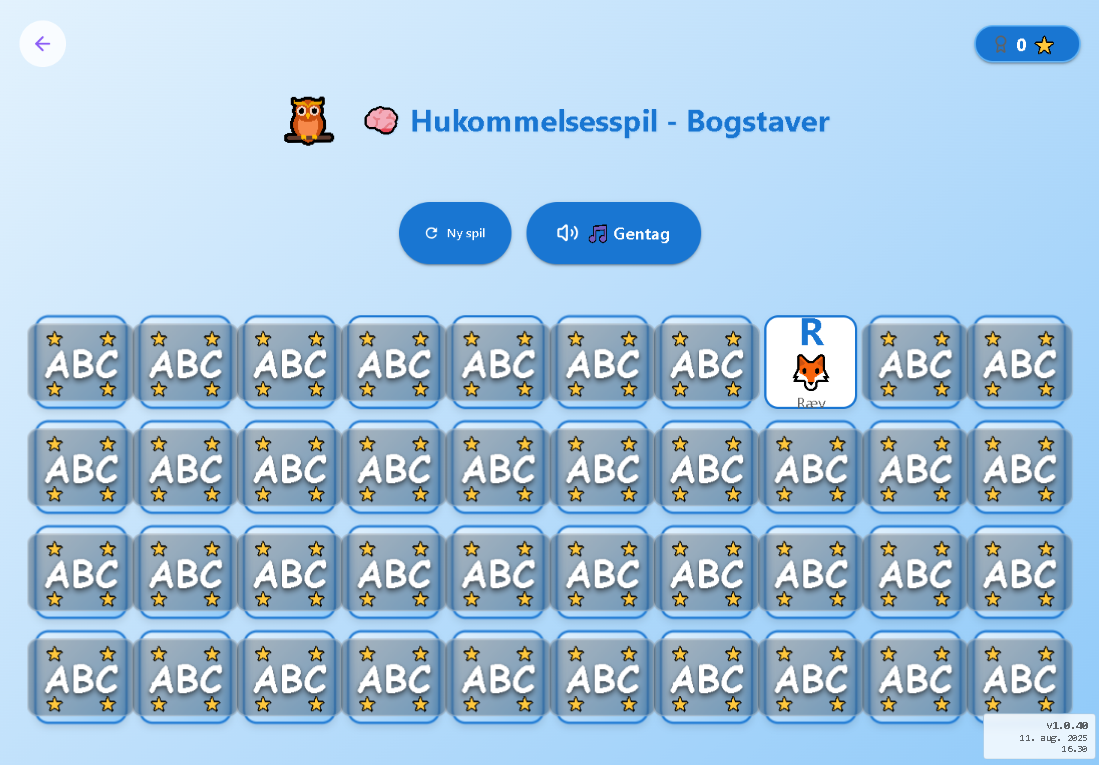 0
Hukommelsesspil - Bogstaver
Ny spil
Gentag
ABC ABC ABC ABC ABC ABC ABC R ABC ABC
Ræv
ABC ABC ABC ABC ABC ABC ABC ABC ABC ABC
ABC ABC ABC ABC ABC ABC ABC ABC ABC ABC
ABC ABC ABC ABC ABC ABC ABC ABC ABC ABC
v1.0.40
11. aug. 2025
16.30